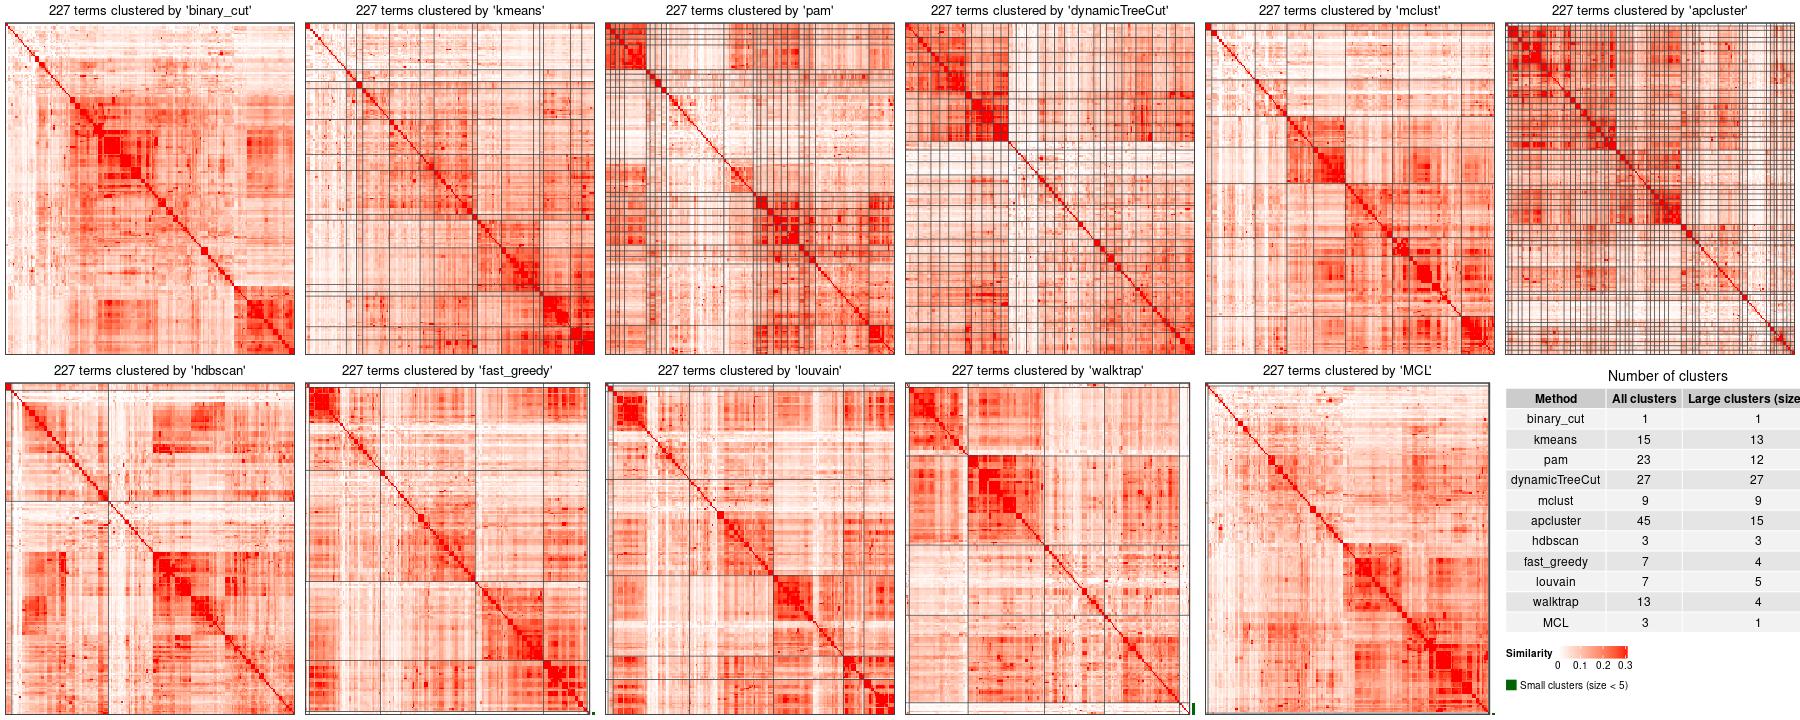 227 terms clustered by 'binary_cut'
227 terms clustered by 'kmeans'
227 terms clustered by 'pam'
227 terms clustered by 'dynamicTreeCut'
227 terms clustered by 'mclust'
227 terms clustered by 'apcluster'
227 terms clustered by 'hdbscan'
227 terms clustered by 'fast_greedy'
227 terms clustered by 'louvain'
227 terms clustered by 'walktrap'
227 terms clustered by 'MCL'
Number of clusters
Method All clusters Large clusters (size
binary_cut 1 1
kmeans 15 13
pam 23 12
dynamicTreeCut 27 27
mclust 9 9
apcluster 45 15
hdbscan 3 3
fast_greedy 7 4
louvain 7 5
walktrap 13 4
MCL 3 1
Similarity
0 0.1 0.2 0.3
Small clusters (size < 5)